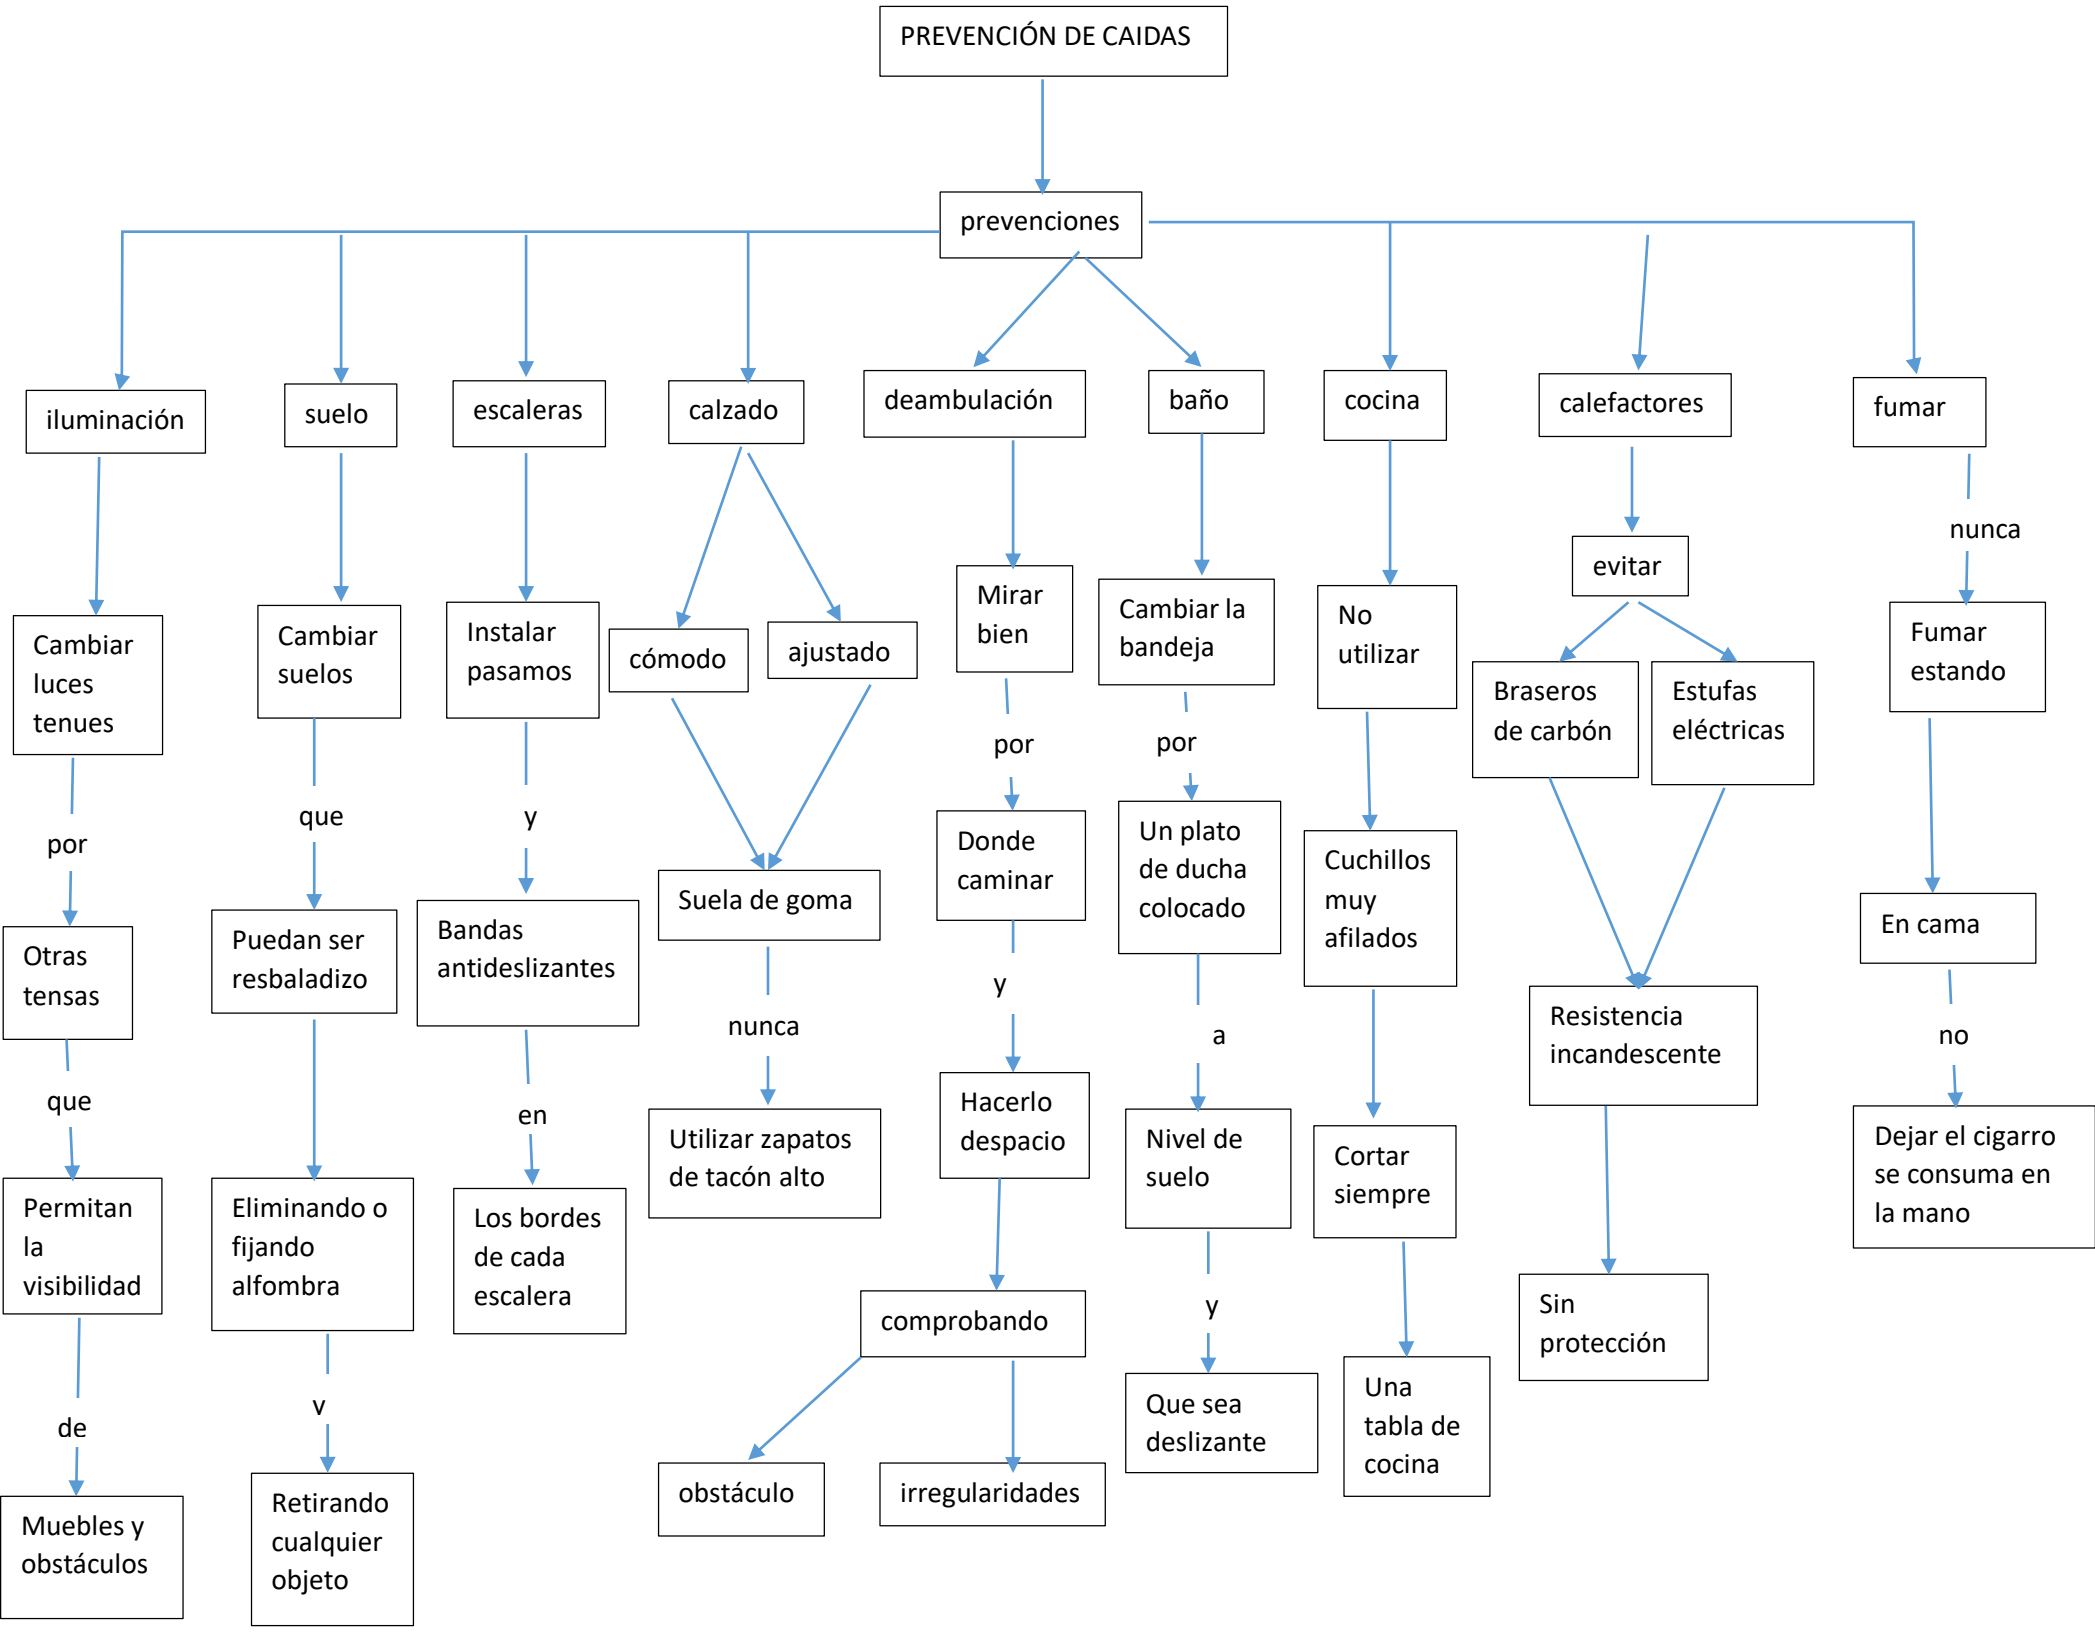 PREVENCIÓN DE CAIDAS
prevenciones
iluminación
Cambiar
luces
tenues
por
Otras
tensas
que
Permitan
la
visibilidad
de
Muebles y
obstáculos
suelo
Cambiar
suelos
que
Puedan ser
resbaladizo
Eliminando o
fijando
alfombra
v
Retirando
cualquier
objeto
escaleras
Instalar
pasamos
y
Bandas
antideslizantes
en
Los bordes
de cada
escalera
calzado
cómodo
ajustado
Suela de goma
nunca
Utilizar zapatos
de tacón alto
deambulación
Mirar
bien
por
Donde
caminar
y
Hacerlo
despacio
comprobando
obstáculo
irregularidades
baño
Cambiar la
bandeja
por
Un plato
de ducha
colocado
a
Nivel de
suelo
y
Que sea
deslizante
cocina
No
utilizar
Cuchillos
muy
afilados
Cortar
siempre
Una
tabla de
cocina
calefactores
evitar
Braseros
de carbón
Estufas
eléctricas
Resistencia
incandescente
Sin
protección
fumar
nunca
Fumar
estando
En cama
no
Dejar el cigarro
se consuma en
la mano